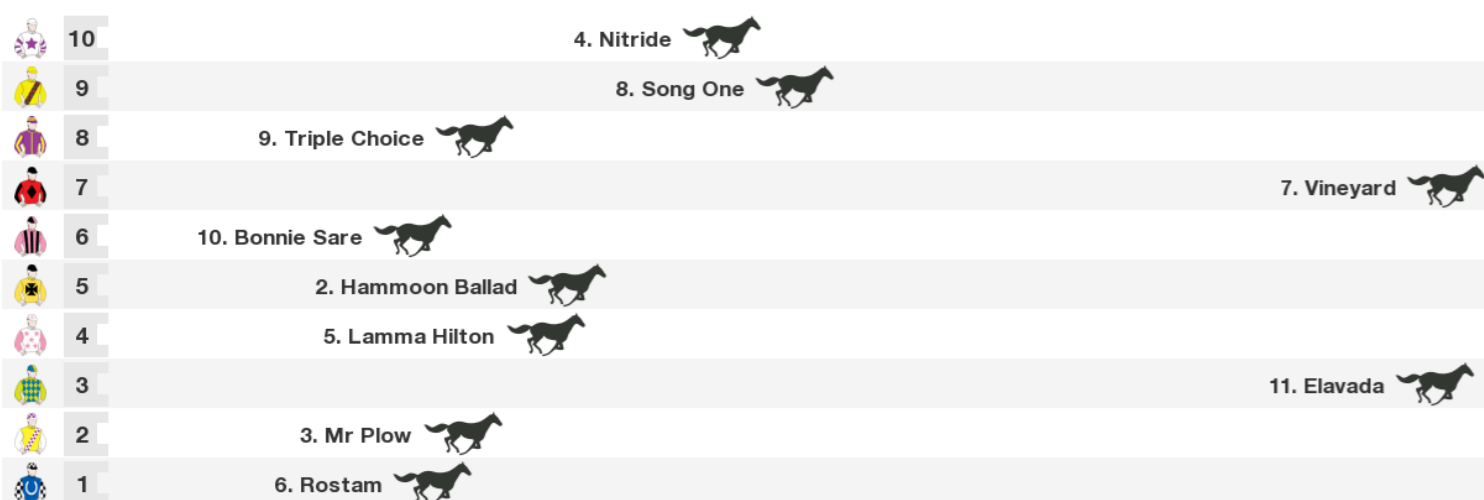 10 4. Nitride
9 8. Song One
8 9. Triple Choice
7 7. Vineyard
6 10. Bonnie Sare
5 2. Hammoon Ballad
4 5. Lamma Hilton
3 11. Elavada
2 3. Mr Plow
1 6. Rostam